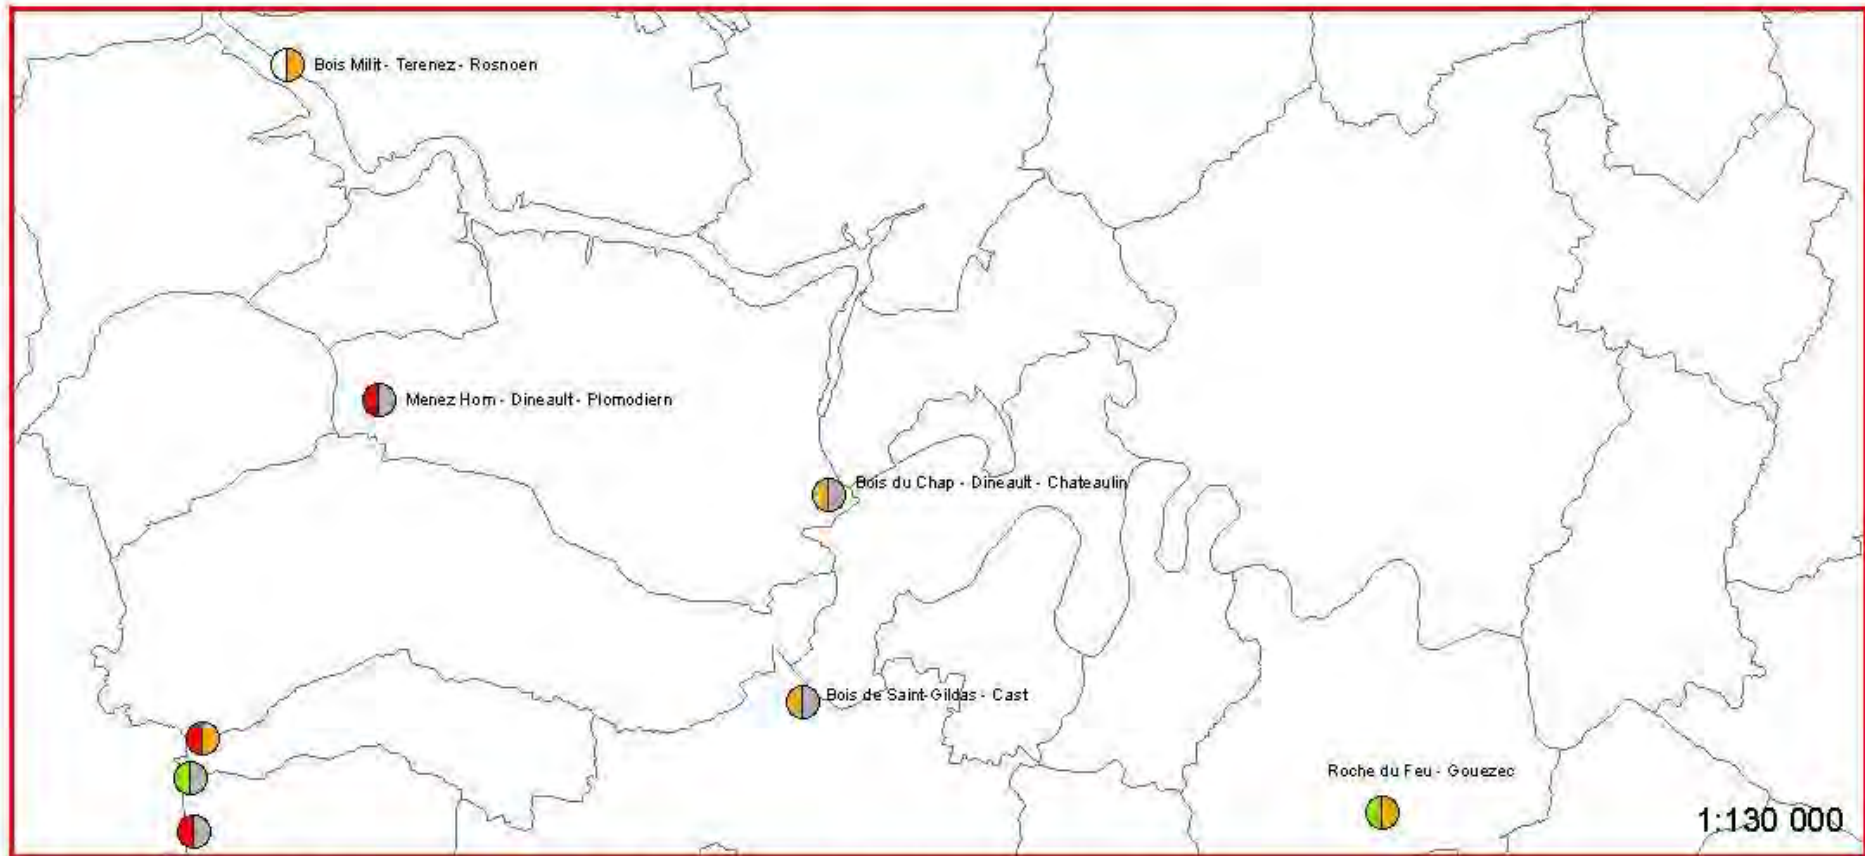 Bois Milit - Terenez - Rosnoen
Menez Hom - Dineault - Plomodiern
Bois du Chap - Dineault - Chateaulin
Bois de Saint-Gildas - Cast
Roche du Feu - Gouezec
1:130 000